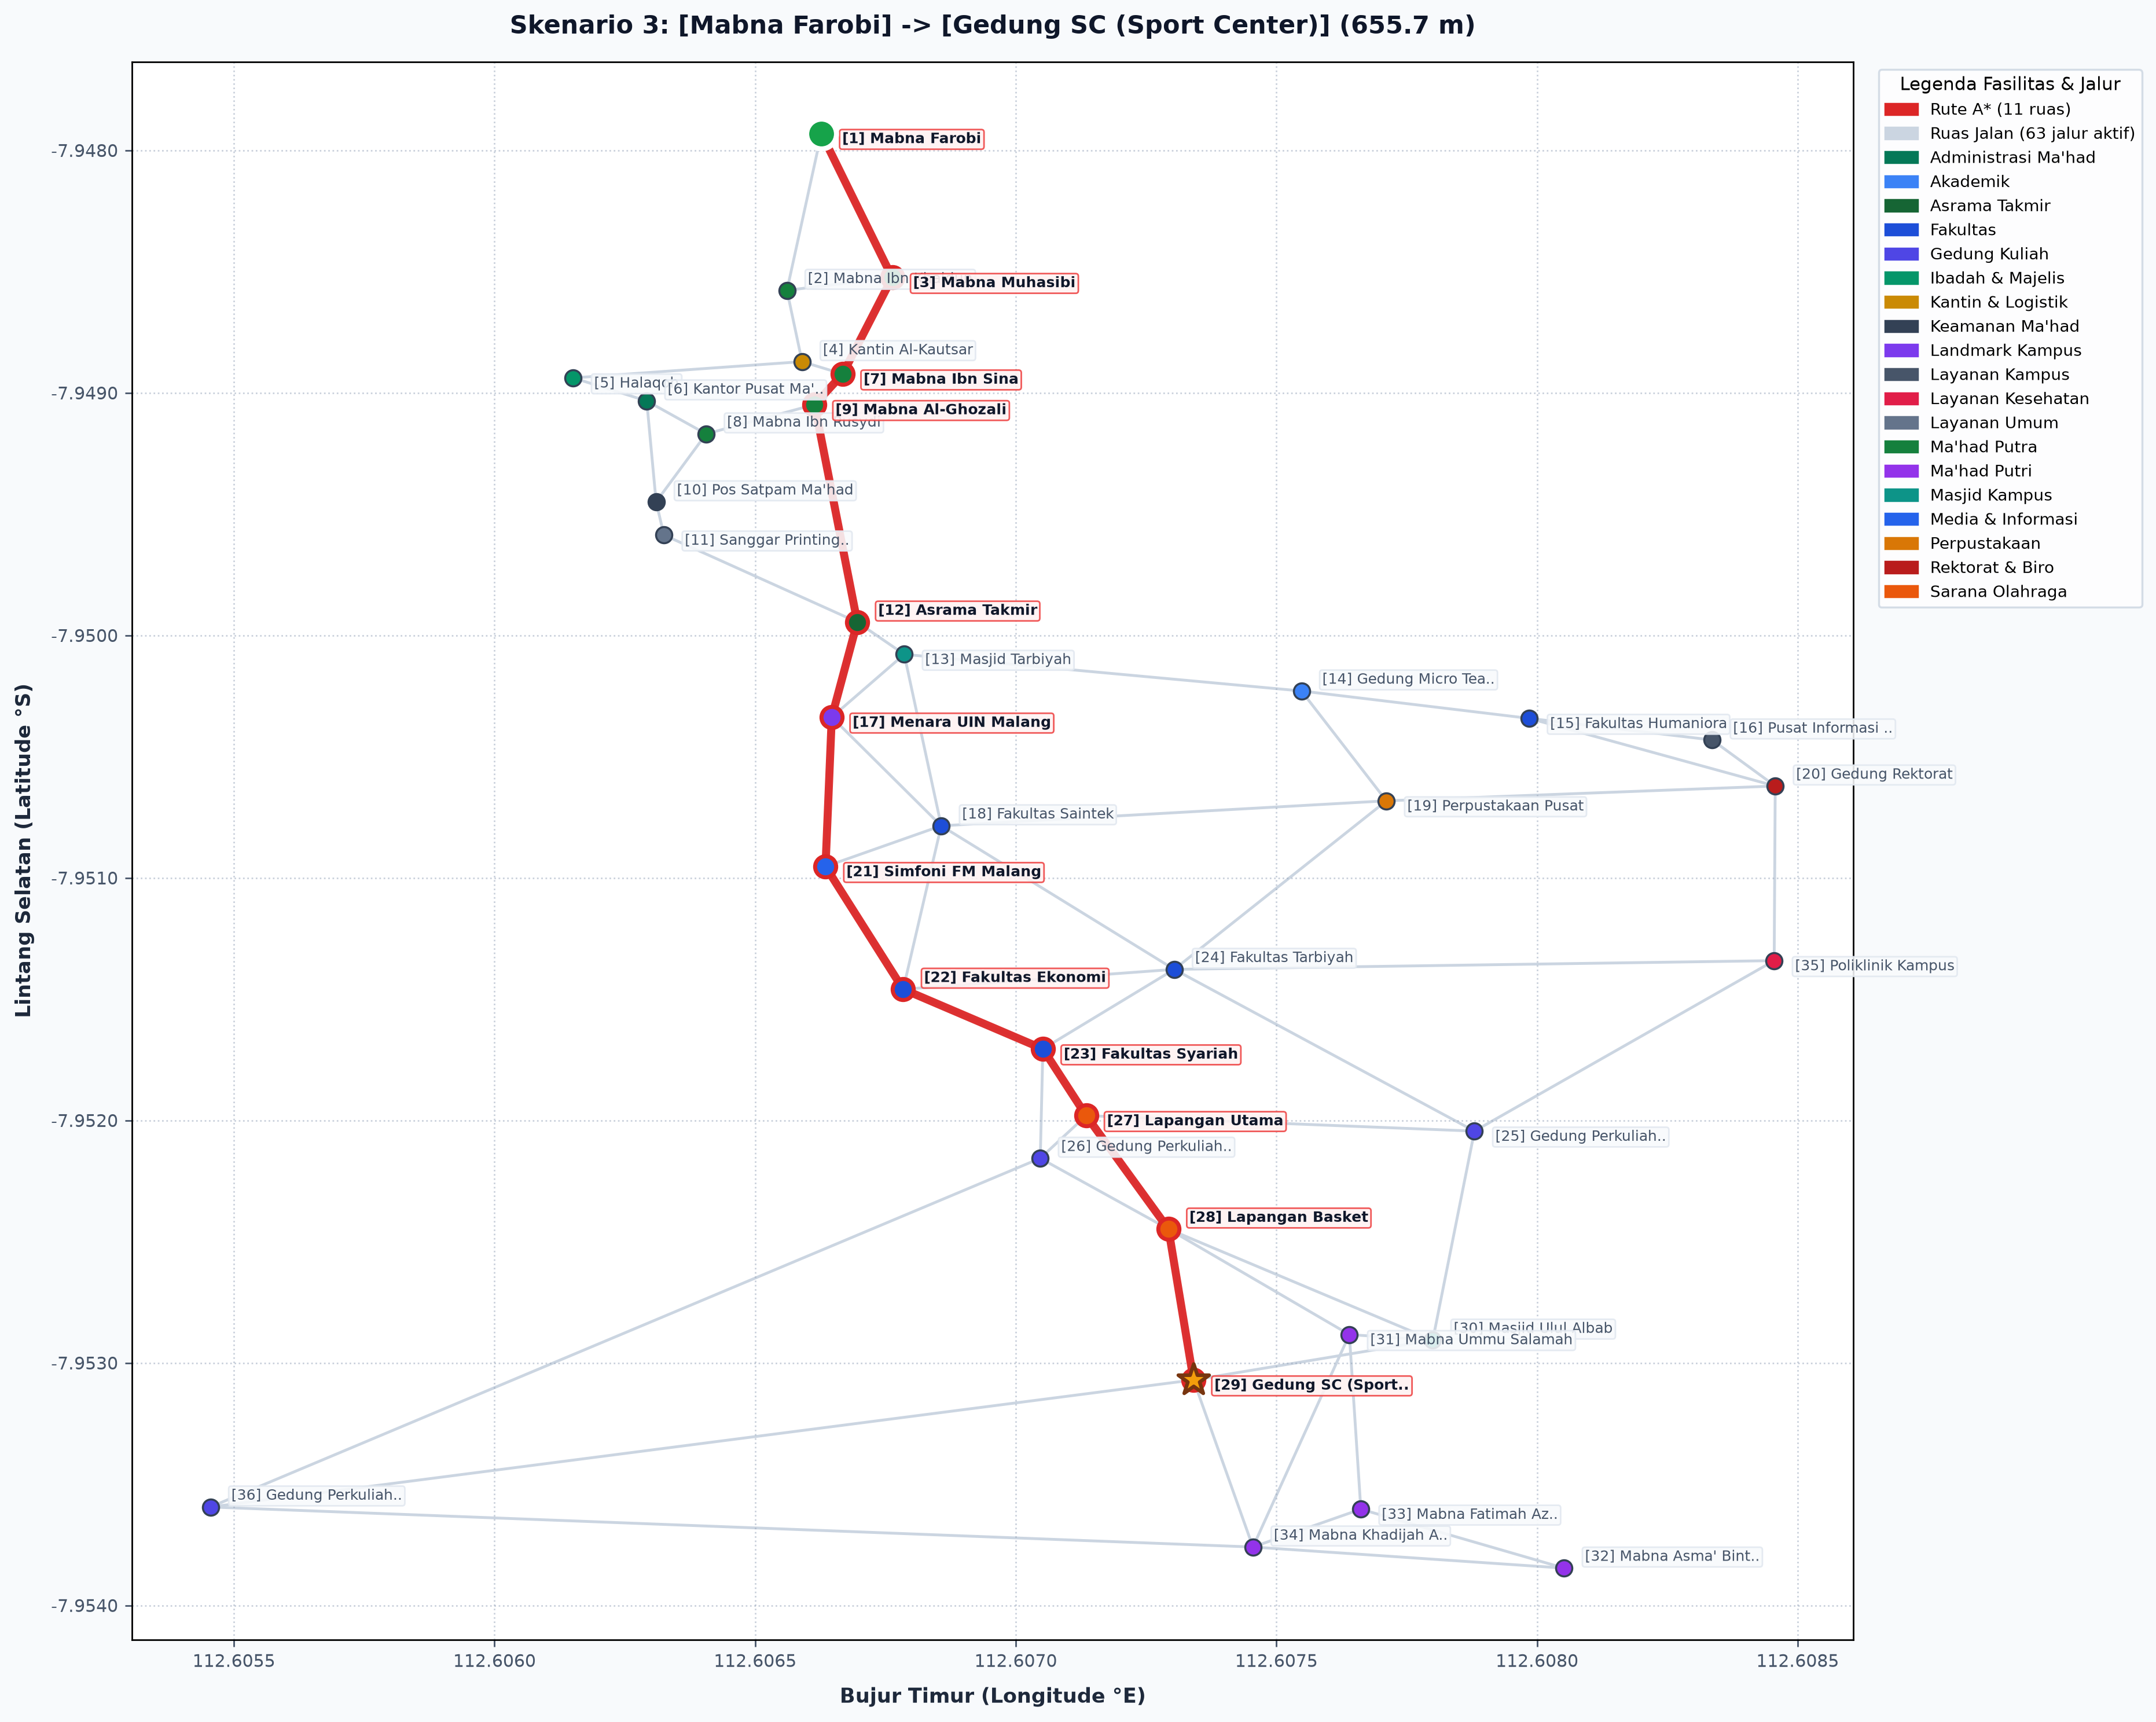 Skenario 3: [Mabna Farobi] -> [Gedung SC (Sport Center)] (655.7 m)
Legenda Fasilitas & Jalur
Rute A* (11 ruas)
Ruas Jalan (63 jalur aktif)
Administrasi Ma'had
Akademik
Asrama Takmir
Fakultas
Gedung Kuliah
Ibadah & Majelis
Kantin & Logistik
Keamanan Ma'had
Landmark Kampus
Layanan Kampus
Layanan Kesehatan
Layanan Umum
Ma'had Putra
Ma'had Putri
Masjid Kampus
Media & Informasi
Perpustakaan
Rektorat & Biro
Sarana Olahraga
Lintang Selatan (Latitude °S)
-7.9480
-7.9490
-7.9500
-7.9510
-7.9520
-7.9530
-7.9540
[1] Mabna Farobi
[2] Mabna Ibn
[3] Mabna Muhasibi
[4] Kantin Al-Kautsar
[5]
[6] Kantor Pusat Ma'..
[7] Mabna Ibn Sina
[8] Mabna Ibn Rusydi
[9] Mabna Al-Ghozali
[10] Pos Satpam Ma'had
[11] Sanggar Printing..
[12] Asrama Takmir
[13] Masjid Tarbiyah
[14] Gedung Micro Tea..
[15] Fakultas Humaniora
[16] Pusat Informasi ..
[17] Menara UIN Malang
[18] Fakultas Saintek
[19] Perpustakaan Pusat
[20] Gedung Rektorat
[21] Simfoni FM Malang
[22] Fakultas Ekonomi
[23] Fakultas Syariah
[24] Fakultas Tarbiyah
[35] Poliklinik Kampus
[27] Lapangan Utama
[25] Gedung Perkuliah..
[26] Gedung Perkuliah..
[28] Lapangan Basket
[30] Masjid Ulul Albab
[31] Mabna Ummu Salamah
[29] Gedung SC (Sport..
[36] Gedung Perkuliah..
[33] Mabna Fatimah Az..
[34] Mabna Khadijah A..
[32] Mabna Asma' Bint..
112.6055
112.6060
112.6065
112.6070
112.6075
112.6080
112.6085
Bujur Timur (Longitude °E)